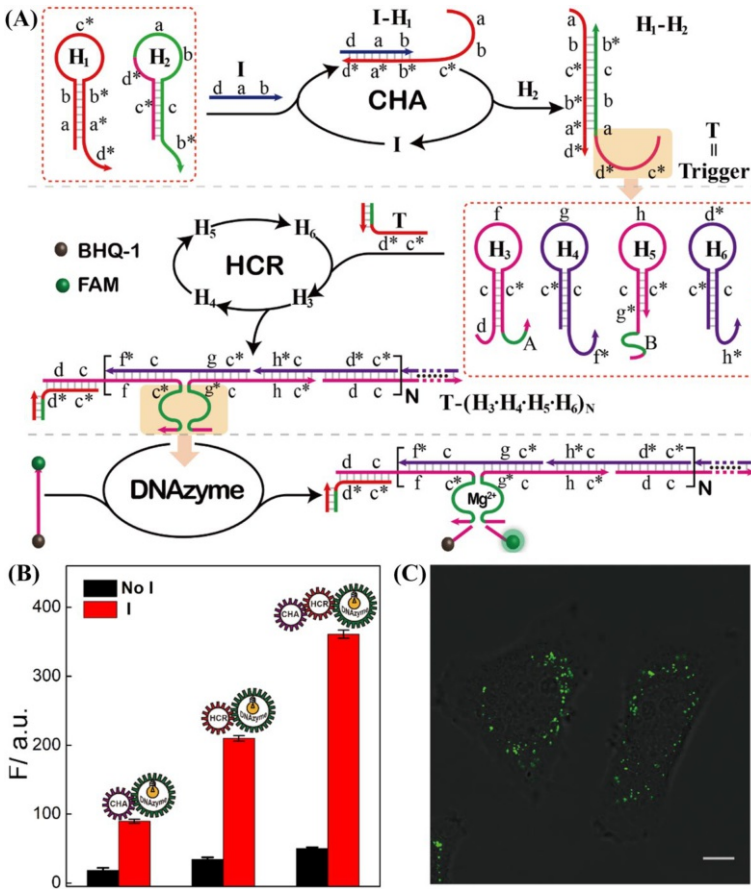 (A)
c*
H1
b b*
a a*
d*
a
H2
b
d*
c* c
b*
I
d a b
I-H1
d a b
d* a* b*
a
b
c*
CHA
I
H2
H1-H2
a
b b*
c* c
b* b
a* a
d*
d* c*
T
=
Trigger
BHQ-1
FAM
H5 H6
HCR
H4 H3
T
d* c*
f g h d*
H3 H4 H5 H6
c c* c* c c c* c* c
d A f* g* B h*
f* c g c* h* c d* c*
d c
d* c* f c* g* c h c* d c N
T-(H3·H4·H5·H6)N
DNAzyme
f* c g c* h* c d* c*
d c
d* c* f c* g* c h c* d c N
Mg2+
(B)
No I
I
F/ a.u.
400
300
200
100
0
CHA DNAzyme
HCR DNAzyme
CHA HCR DNAzyme
(C)